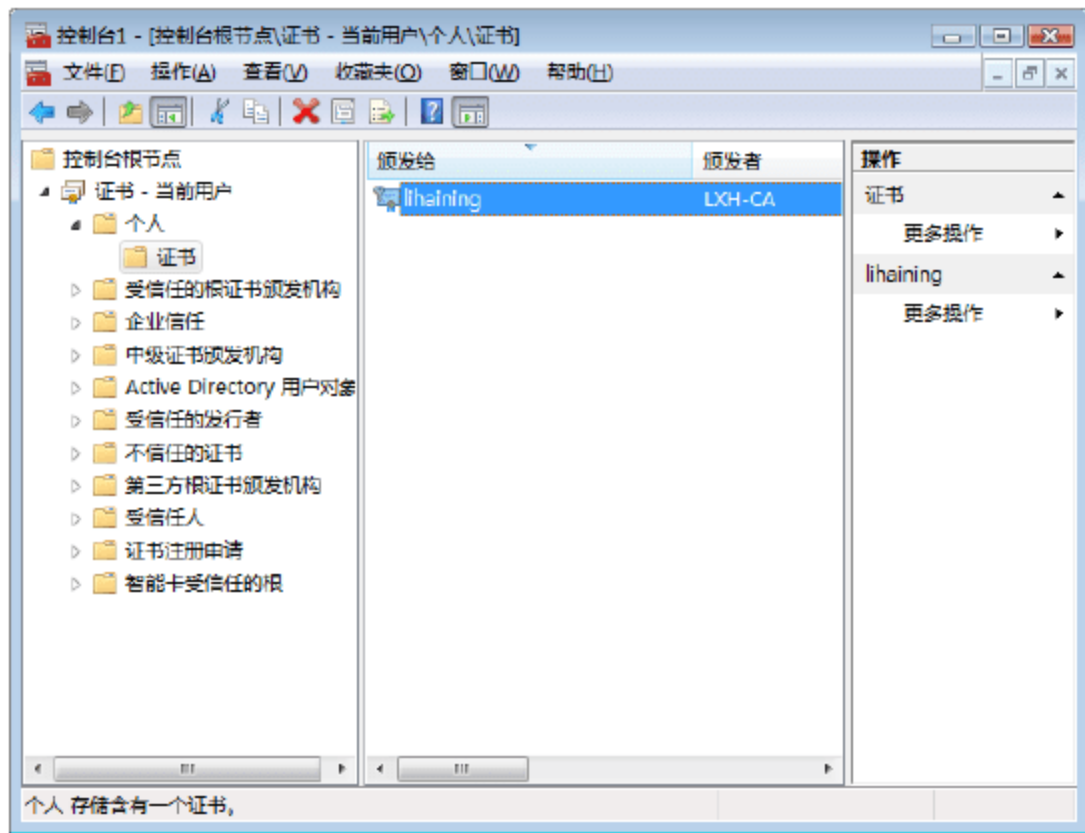 控制台1 - [控制台根节点\证书 - 当前用户\个人\证书]
文件(F) 操作(A) 查看(V) 收藏夹(O) 窗口(W) 帮助(H)
控制台根节点
证书 - 当前用户
个人
证书
受信任的根证书颁发机构
企业信任
中级证书颁发机构
Active Directory 用户对象
受信任的发行者
不信任的证书
第三方根证书颁发机构
受信任人
证书注册申请
智能卡受信任的根
颁发给 颁发者
lihaining LXH-CA
操作
证书
更多操作
lihaining
更多操作
个人 存储含有一个证书。